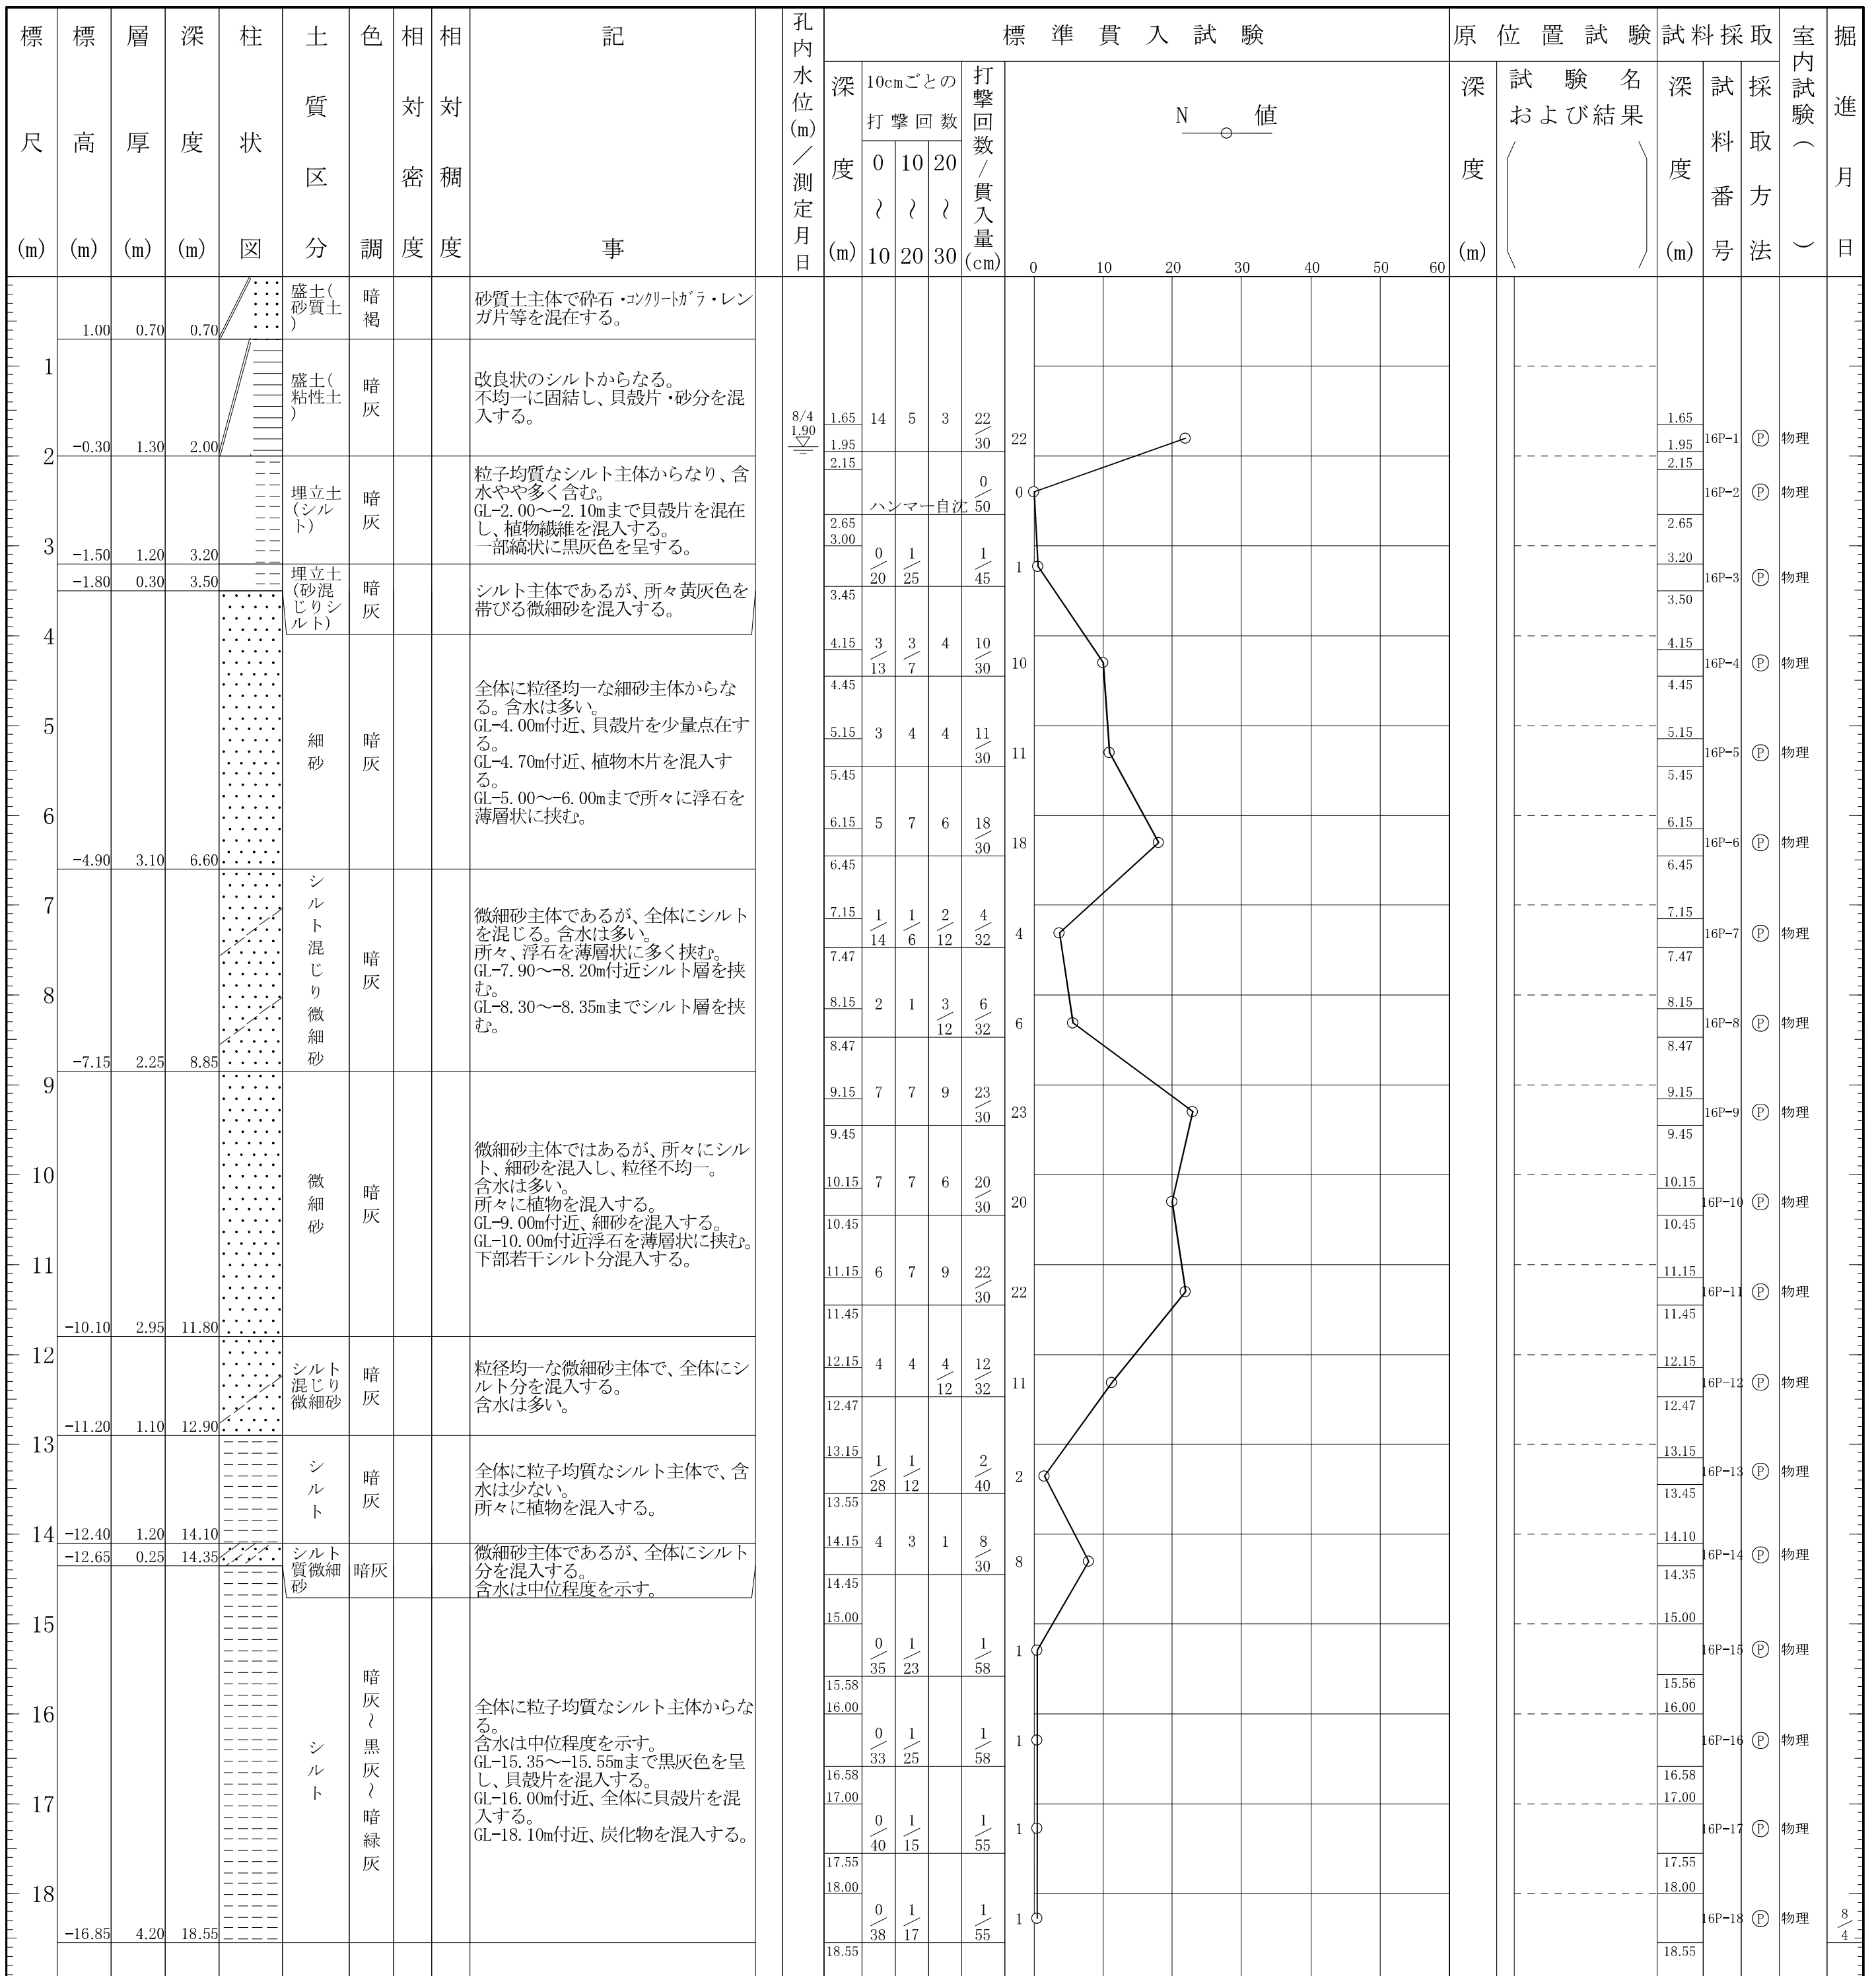 標尺(m)
標高(m)
層厚(m)
深度(m)
柱状図
土質区分
色調
相対密度
相対稠度
記事
孔内水位(m)／測定月日
標準貫入試験
深度(m)
10cmごとの
打撃回数
0〜10
10〜20
20〜30
打撃回数/貫入量(cm)
N値
0 10 20 30 40 50 60
原位置試験
深度(m)
試験名
および結果
試料採取
深度(m)
試料番号
採取方法
室内試験（ ）
掘進月日
1.00 0.70 0.70
盛土(
砂質土
)
暗褐
砂質土主体で砕石・ｺﾝｸﾘｰﾄｶﾞﾗ・レン
ガ片等を混在する。
1
盛土(
粘性土
)
暗灰
改良状のシルトからなる。
不均一に固結し、貝殻片・砂分を混
入する。
-0.30 1.30 2.00
8/4
1.90
1.65 14 5 3 22/30
1.95
22
1.65
1.95
16P-1 Ⓟ 物理
2
埋立土
(シル
ト)
暗灰
粒子均質なシルト主体からなり、含
水やや多く含む。
GL-2.00〜-2.10mまで貝殻片を混在
し、植物繊維を混入する。
一部縞状に黒灰色を呈する。
-1.50 1.20 3.20
2.15
ハンマー自沈 0/50
2.65
0
2.15
2.65
16P-2 Ⓟ 物理
3
-1.80 0.30 3.50
埋立土
(砂混
じりシ
ルト)
暗灰
シルト主体であるが、所々黄灰色を
帯びる微細砂を混入する。
3.00 0/20 1/25 1/45
3.45
1
3.20
3.50
16P-3 Ⓟ 物理
4
4.15 3/13 3/7 4 10/30
4.45
10
4.15
4.45
16P-4 Ⓟ 物理
細砂
暗灰
全体に粒径均一な細砂主体からな
る。含水は多い。
GL-4.00m付近、貝殻片を少量点在す
る。
GL-4.70m付近、植物木片を混入す
る。
GL-5.00〜-6.00mまで所々に浮石を
薄層状に挟む。
-4.90 3.10 6.60
5
5.15 3 4 4 11/30
5.45
11
5.15
5.45
16P-5 Ⓟ 物理
6
6.15 5 7 6 18/30
6.45
18
6.15
6.45
16P-6 Ⓟ 物理
シルト混じり微細砂
暗灰
微細砂主体であるが、全体にシルト
を混じる。含水は多い。
所々、浮石を薄層状に多く挟む。
GL-7.90〜-8.20m付近シルト層を挟
む。
GL-8.30〜-8.35mまでシルト層を挟
む。
-7.15 2.25 8.85
7
7.15 1/14 1/6 2/12 4/32
7.47
4
7.15
7.47
16P-7 Ⓟ 物理
8
8.15 2 1 3/12 6/32
8.47
6
8.15
8.47
16P-8 Ⓟ 物理
9
9.15 7 7 9 23/30
9.45
23
9.15
9.45
16P-9 Ⓟ 物理
微細砂
暗灰
微細砂主体ではあるが、所々にシル
ト、細砂を混入し、粒径不均一。
含水は多い。
所々に植物を混入する。
GL-9.00m付近、細砂を混入する。
GL-10.00m付近浮石を薄層状に挟む。
下部若干シルト分混入する。
-10.10 2.95 11.80
10
10.15 7 7 6 20/30
10.45
20
10.15
10.45
16P-10 Ⓟ 物理
11
11.15 6 7 9 22/30
11.45
22
11.15
11.45
16P-11 Ⓟ 物理
12
シルト
混じり
微細砂
暗灰
粒径均一な微細砂主体で、全体にシ
ルト分を混入する。
含水は多い。
-11.20 1.10 12.90
12.15 4 4 4/12 12/32
12.47
11
12.15
12.47
16P-12 Ⓟ 物理
13
シルト
暗灰
全体に粒子均質なシルト主体で、含
水は少ない。
所々に植物を混入する。
-12.40 1.20 14.10
13.15 1/28 1/12 2/40
13.55
2
13.15
13.45
16P-13 Ⓟ 物理
14
-12.65 0.25 14.35
シルト
質微細
砂
暗灰
微細砂主体であるが、全体にシルト
分を混入する。
含水は中位程度を示す。
14.15 4 3 1 8/30
14.45
8
14.10
14.35
16P-14 Ⓟ 物理
15
15.00 0/35 1/23 1/58
15.58
1
15.00
15.56
16P-15 Ⓟ 物理
シルト
暗灰〜黒灰〜暗緑灰
全体に粒子均質なシルト主体からな
る。
含水は中位程度を示す。
GL-15.35〜-15.55mまで黒灰色を呈
し、貝殻片を混入する。
GL-16.00m付近、全体に貝殻片を混
入する。
GL-18.10m付近、炭化物を混入する。
-16.85 4.20 18.55
16
16.00 0/33 1/25 1/58
16.58
1
16.00
16.58
16P-16 Ⓟ 物理
17
17.00 0/40 1/15 1/55
17.55
1
17.00
17.55
16P-17 Ⓟ 物理
18
18.00 0/38 1/17 1/55
18.55
1
18.00
18.55
16P-18 Ⓟ 物理
8/4